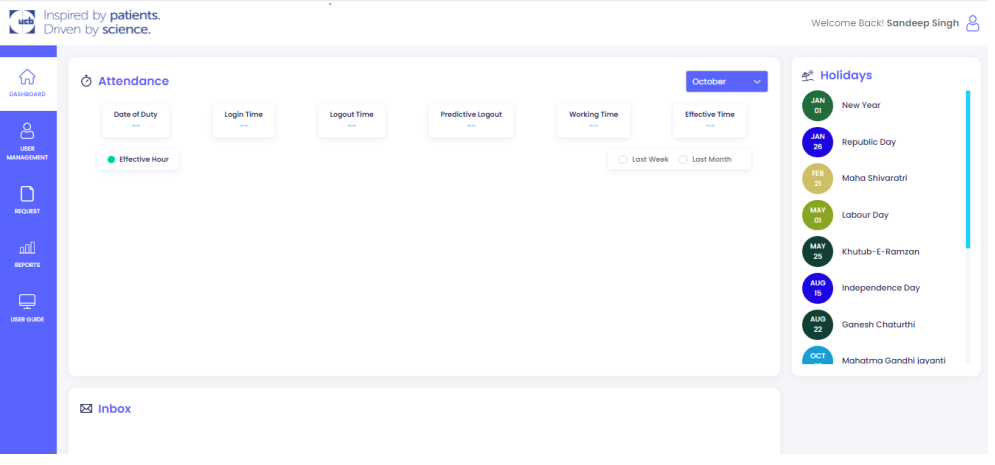 ucb
Inspired by patients.
Driven by science.
Welcome Back! Sandeep Singh
DASHBOARD
USER
MANAGEMENT
REQUEST
REPORTS
USER GUIDE
Attendance
October
Date of Duty
--
Login Time
--
Logout Time
--
Predictive Logout
--
Working Time
--
Effective Time
--
Effective Hour
Last Week
Last Month
Holidays
JAN
01
New Year
JAN
26
Republic Day
FEB
21
Maha Shivaratri
MAY
01
Labour Day
MAY
25
Khutub-E-Ramzan
AUG
15
Independence Day
AUG
22
Ganesh Chaturthi
OCT
Mahatma Gandhi jayanti
Inbox